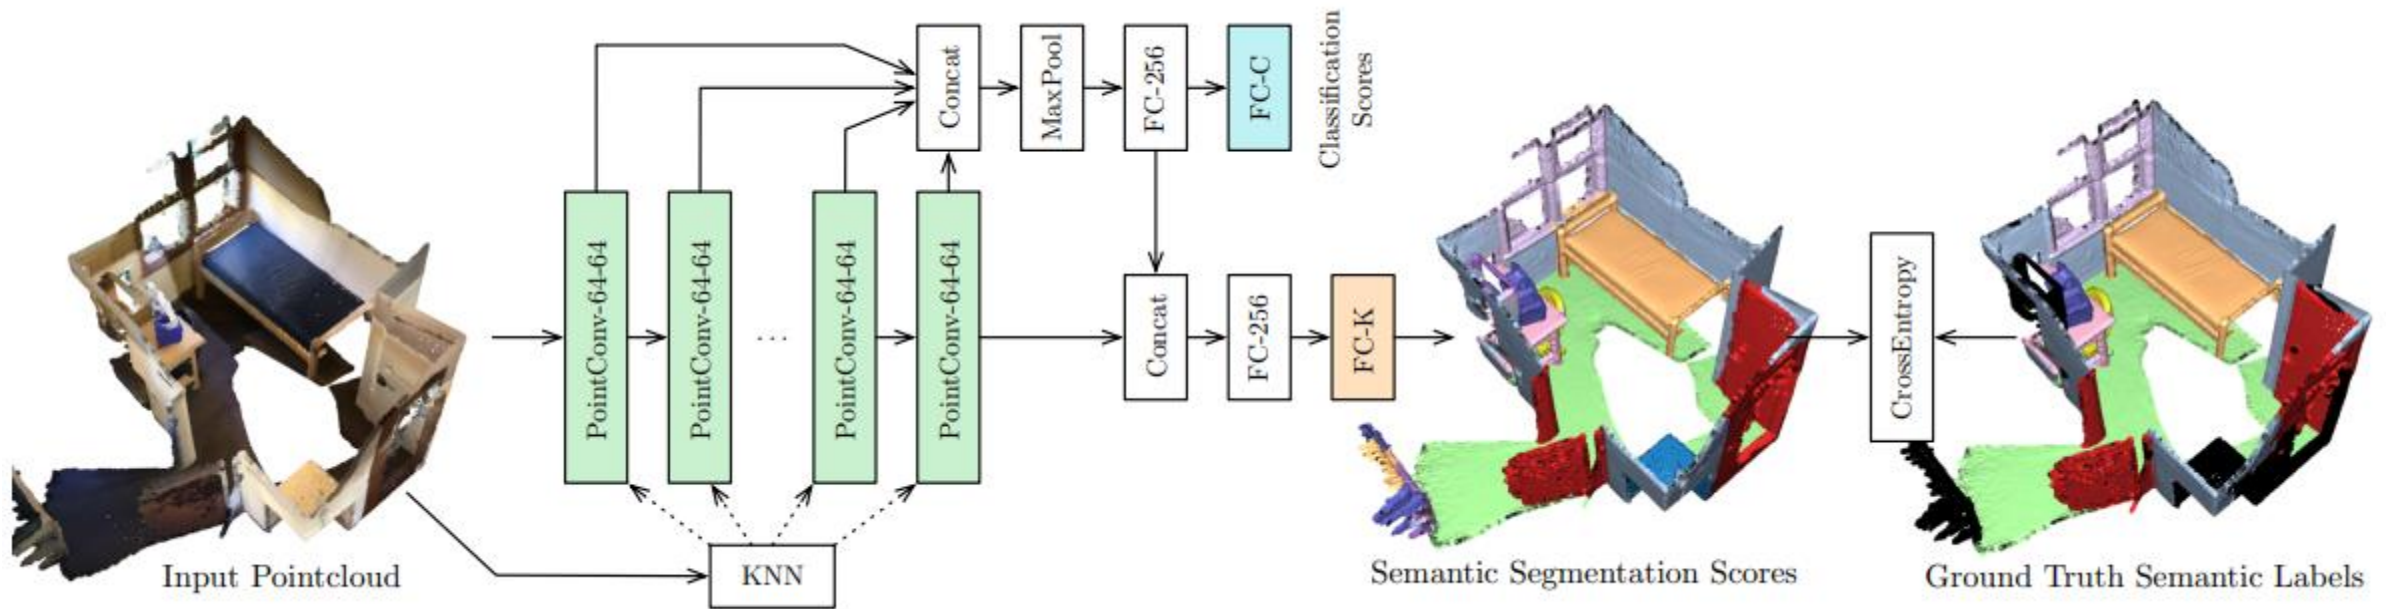 Concat
MaxPool
FC-256
FC-C
Classification
Scores
PointConv-64-64
PointConv-64-64
...
PointConv-64-64
PointConv-64-64
Concat
FC-256
FC-K
CrossEntropy
KNN
Input Pointcloud
Semantic Segmentation Scores
Ground Truth Semantic Labels